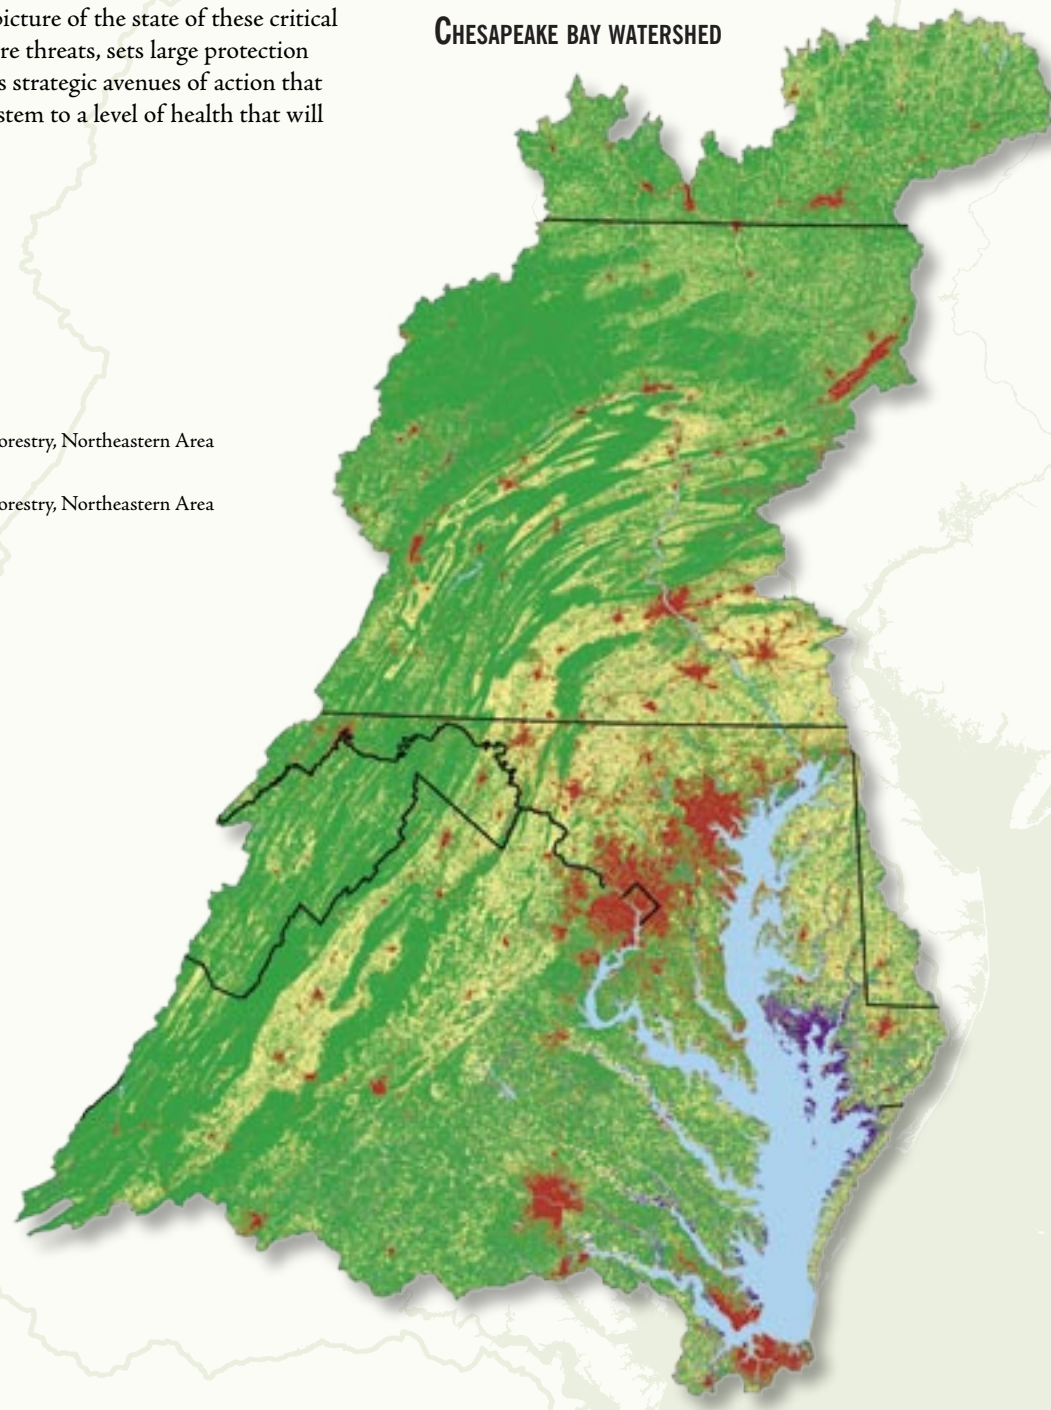 picture of the state of these critical
re threats, sets large protection
s strategic avenues of action that
stem to a level of health that will
CHESAPEAKE BAY WATERSHED
orestry, Northeastern Area
orestry, Northeastern Area